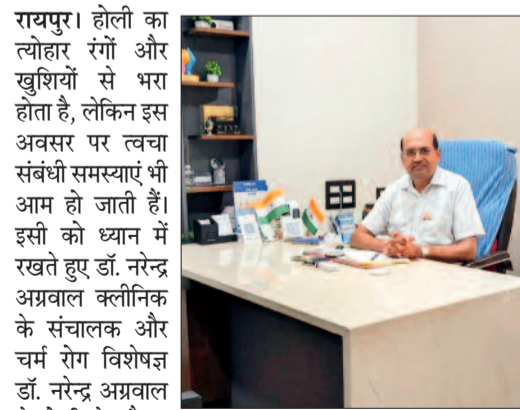 रायपुर। होली का
त्योहार रंगों और
खुशियों से भरा
होता है, लेकिन इस
अवसर पर त्वचा
संबंधी समस्याएं भी
आम हो जाती हैं।
इसी को ध्यान में
रखते हुए डॉ. नरेन्द्र
अग्रवाल क्लीनिक
के संचालक और
चर्म रोग विशेषज्ञ
डॉ. नरेन्द्र अग्रवाल